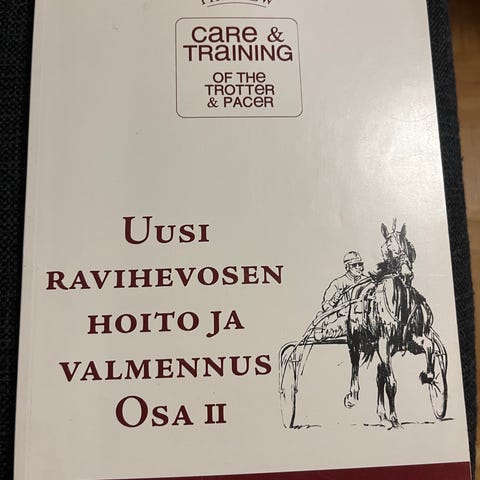 CARE &
TRAINING
OF THE
TROTTER
& PACER
UUSI
RAVIHEVOSEN
HOITO JA
VALMENNUS
OSA II